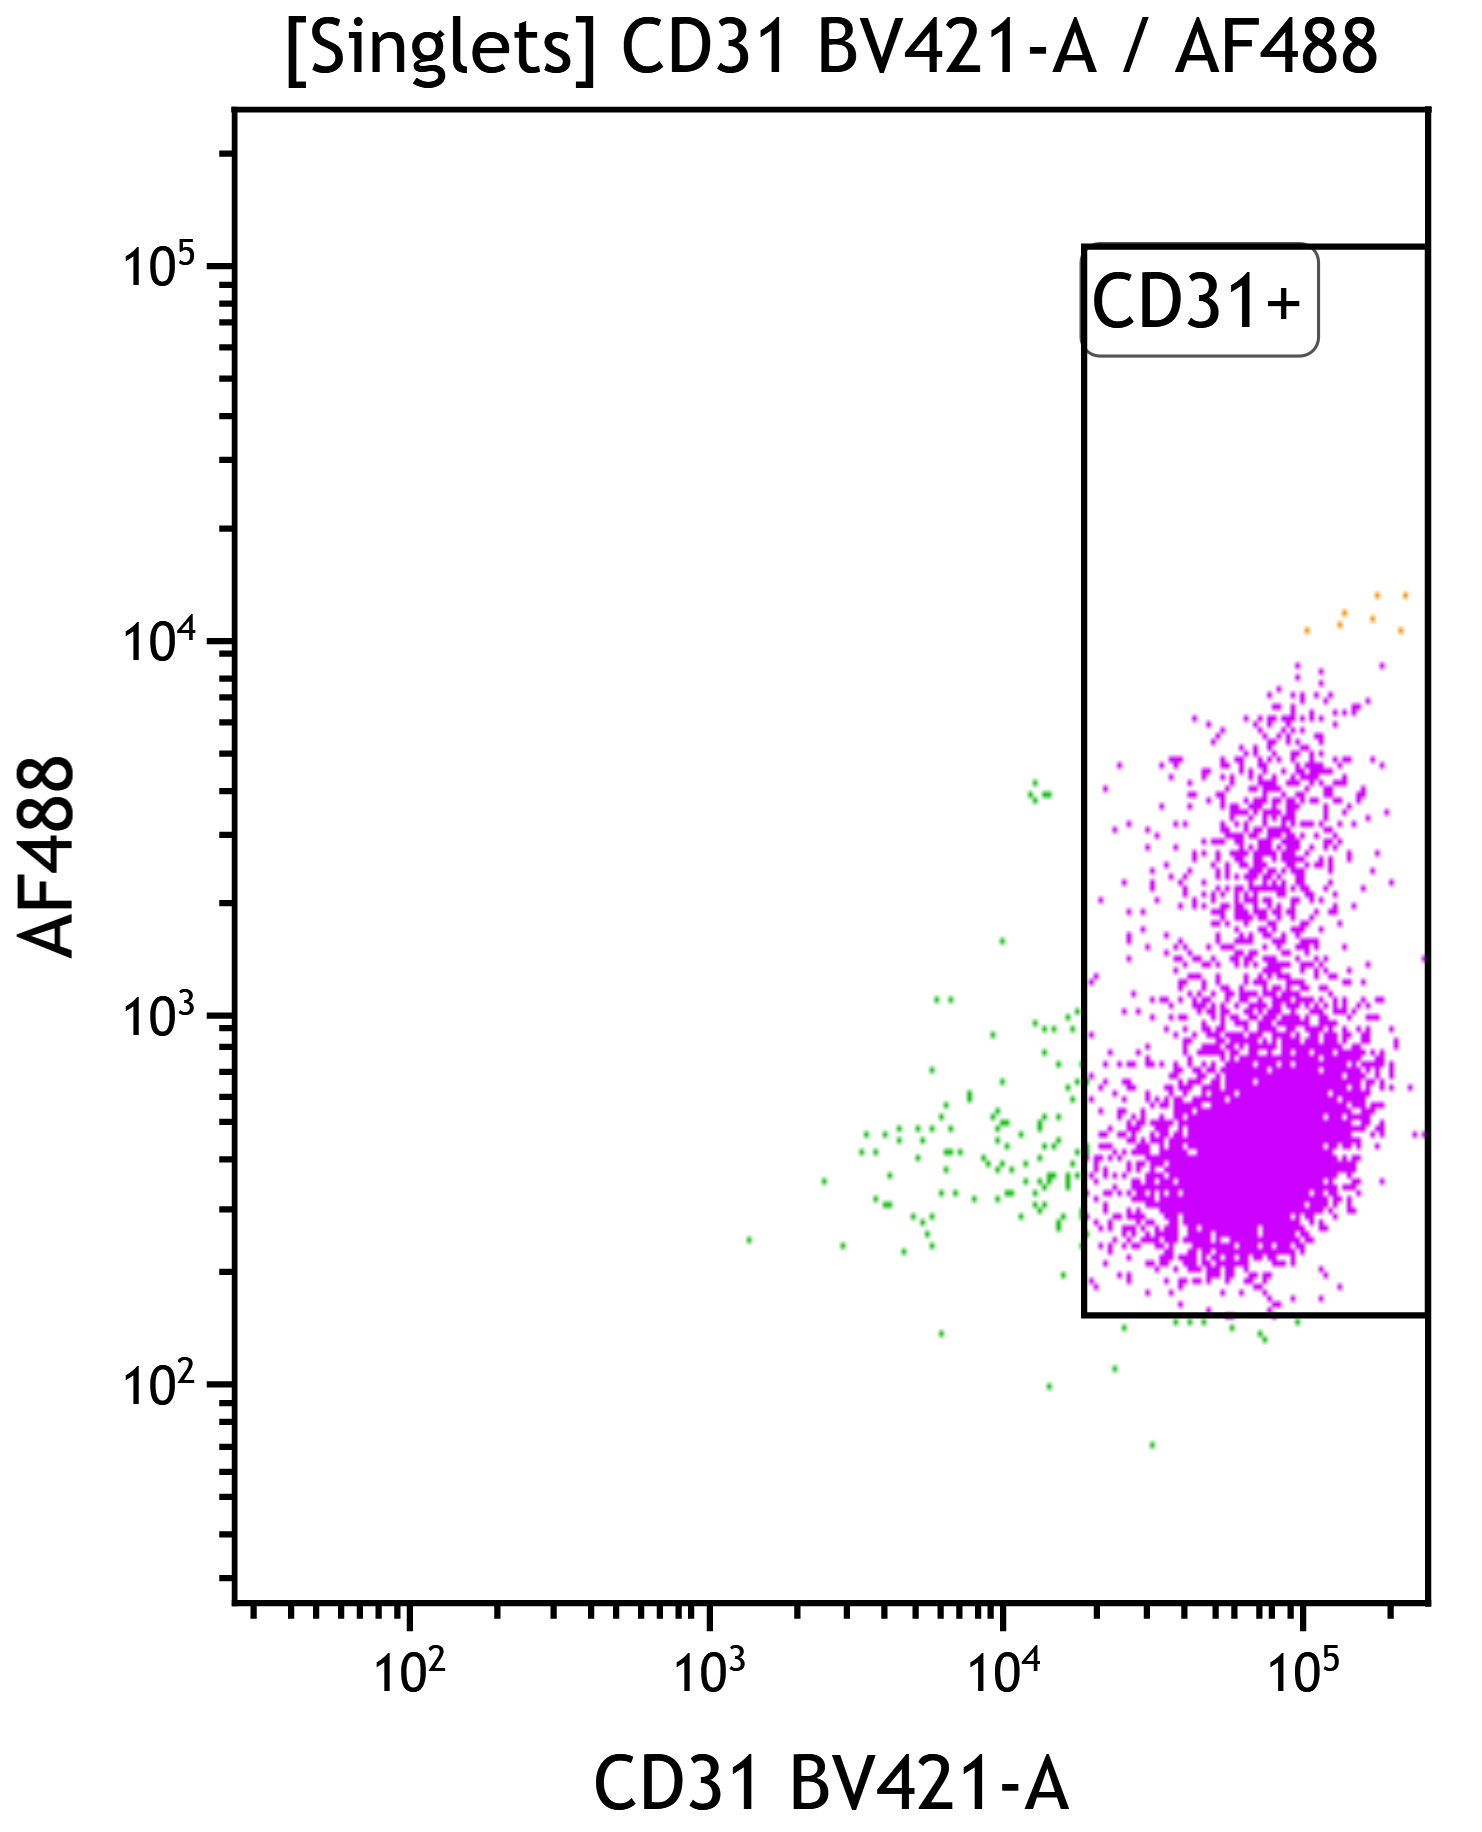 [Singlets] CD31 BV421-A / AF488
CD31+
10⁵
10⁴
10³
10²
AF488
10² 10³ 10⁴ 10⁵
CD31 BV421-A